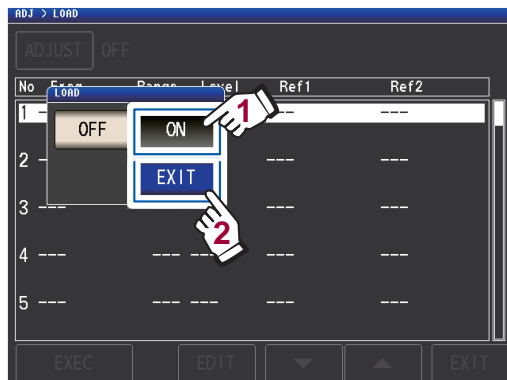 ADJ > LOAD
ADJUST OFF
No Freq Range Level Ref1 Ref2
LOAD
1 --- ---
OFF ON 1
2 --- ---
EXIT
3 --- --- ---
2
4 --- --- --- --- ---
5 --- --- --- --- ---
EXEC EDIT ▼ ▲ EXIT